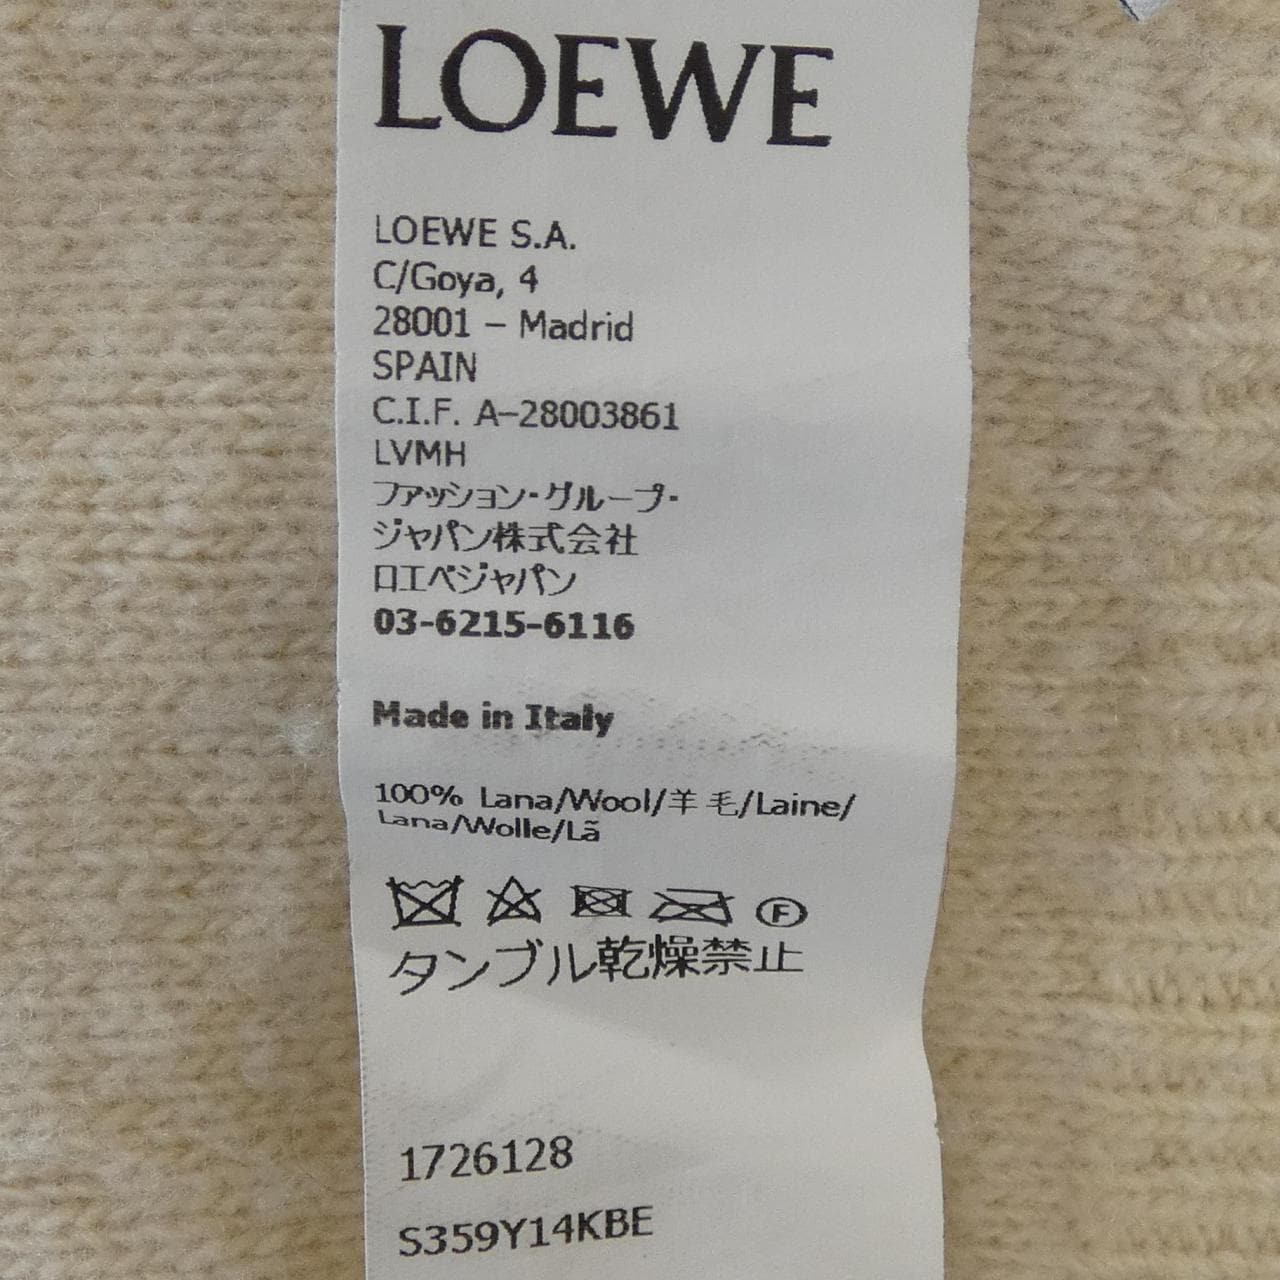 LOEWE
LOEWE S.A.
C/Goya, 4
28001 – Madrid
SPAIN
C.I.F. A–28003861
LVMH
ファッション・グループ・
ジャパン株式会社
ロエベジャパン
03-6215-6116
Made in Italy
100% Lana/Wool/羊毛/Laine/
Lana/Wolle/Lã
F
タンブル乾燥禁止
1726128
S359Y14KBE